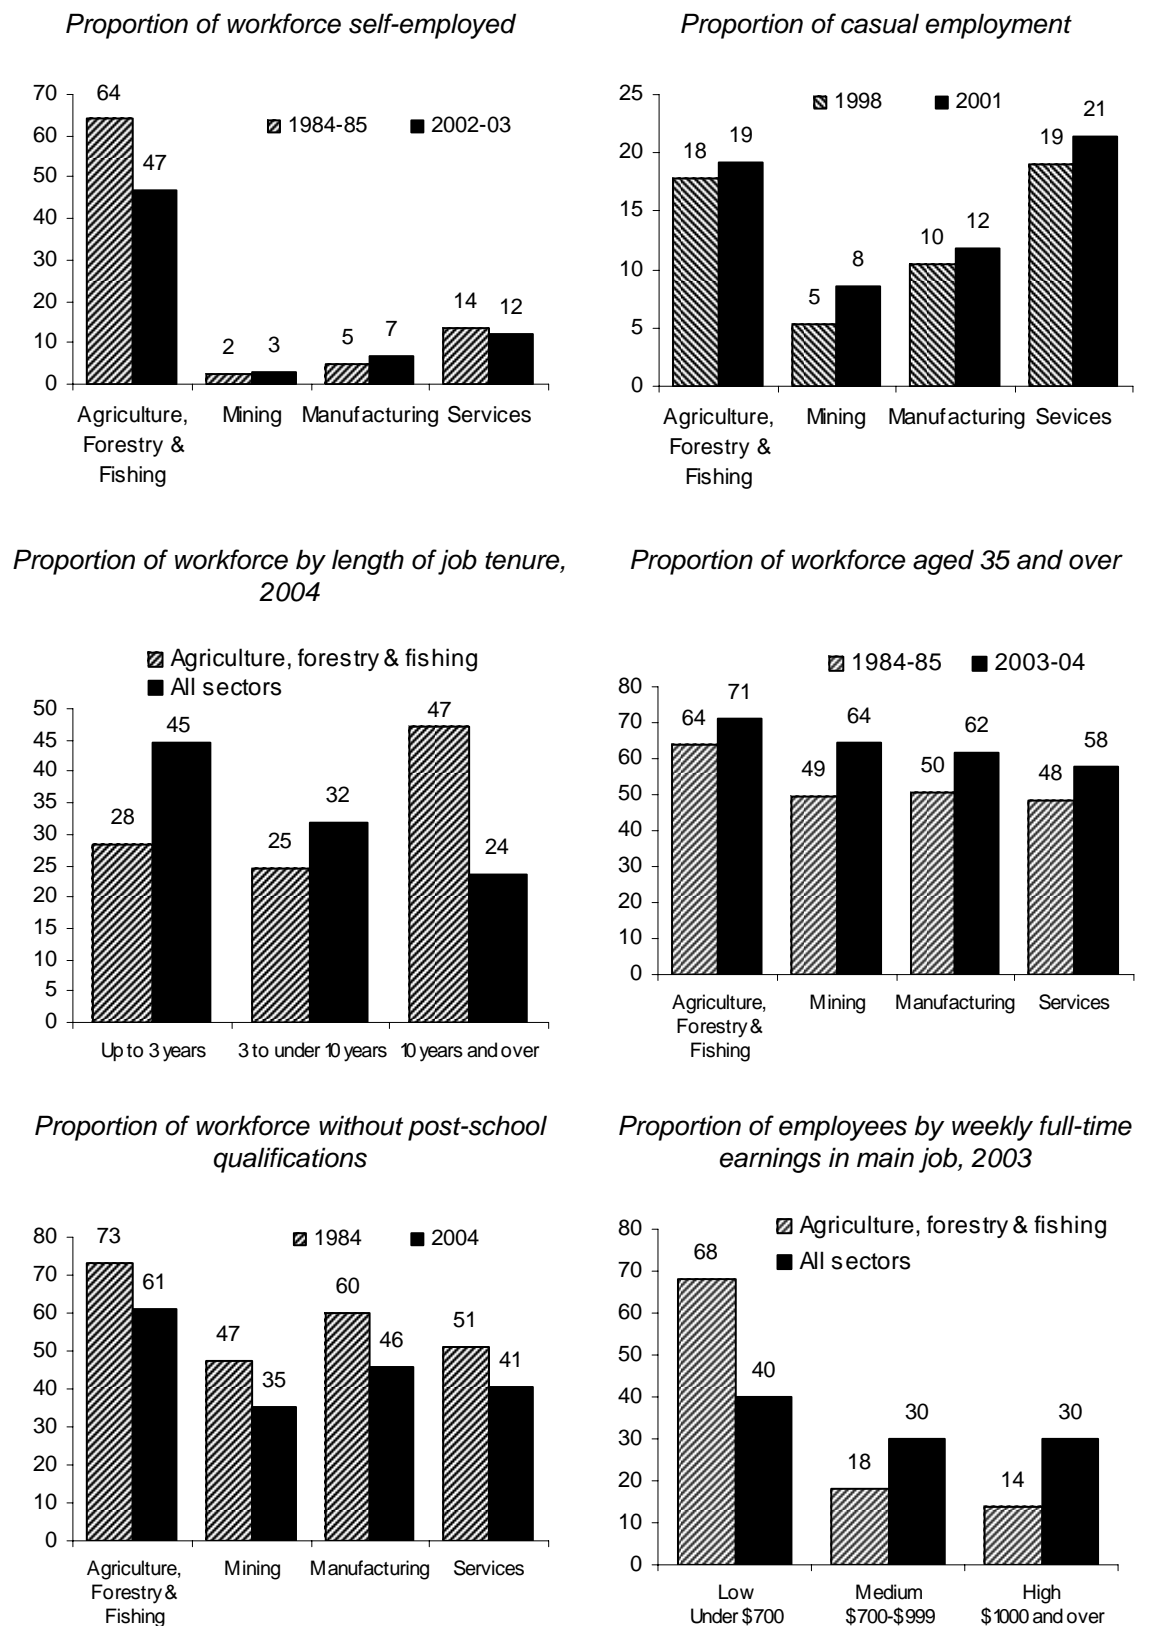 Proportion of workforce self-employed
70
60
50
40
30
20
10
0
1984-85 2002-03
64 47 2 3 5 7 14 12
Agriculture, Mining Manufacturing Services
Forestry &
Fishing
Proportion of casual employment
25
20
15
10
5
0
1998 2001
18 19 5 8 10 12 19 21
Agriculture, Mining Manufacturing Sevices
Forestry &
Fishing
Proportion of workforce by length of job tenure,
2004
Agriculture, forestry & fishing
All sectors
50
45
40
35
30
25
20
15
10
5
0
28 45 25 32 47 24
Up to 3 years 3 to under 10 years 10 years and over
Proportion of workforce aged 35 and over
1984-85 2003-04
80
70
60
50
40
30
20
10
0
64 71 49 64 50 62 48 58
Agriculture, Mining Manufacturing Services
Forestry &
Fishing
Proportion of workforce without post-school
qualifications
1984 2004
80
70
60
50
40
30
20
10
0
73 61 47 35 60 46 51 41
Agriculture, Mining Manufacturing Services
Forestry &
Fishing
Proportion of employees by weekly full-time
earnings in main job, 2003
Agriculture, forestry & fishing
All sectors
80
70
60
50
40
30
20
10
0
68 40 18 30 14 30
Low Medium High
Under $700 $700-$999 $1000 and over